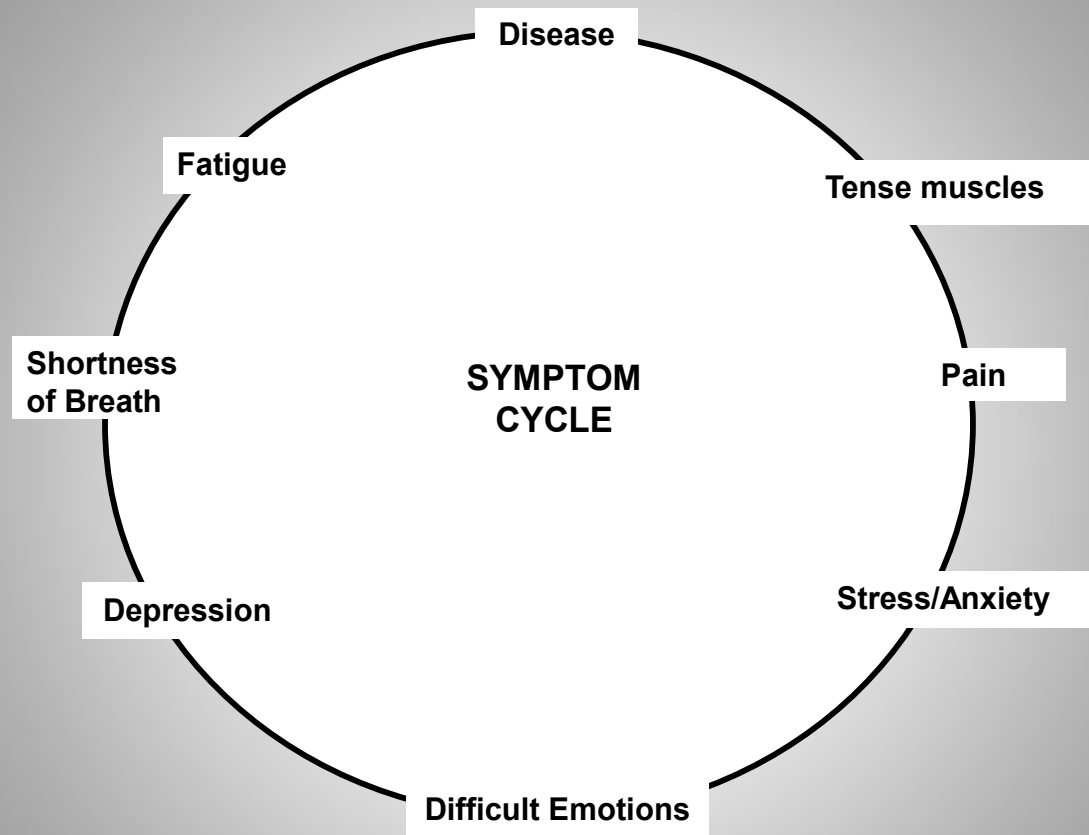 Disease
Fatigue
Tense muscles
Shortness
of Breath
SYMPTOM
CYCLE
Pain
Depression
Stress/Anxiety
Difficult Emotions